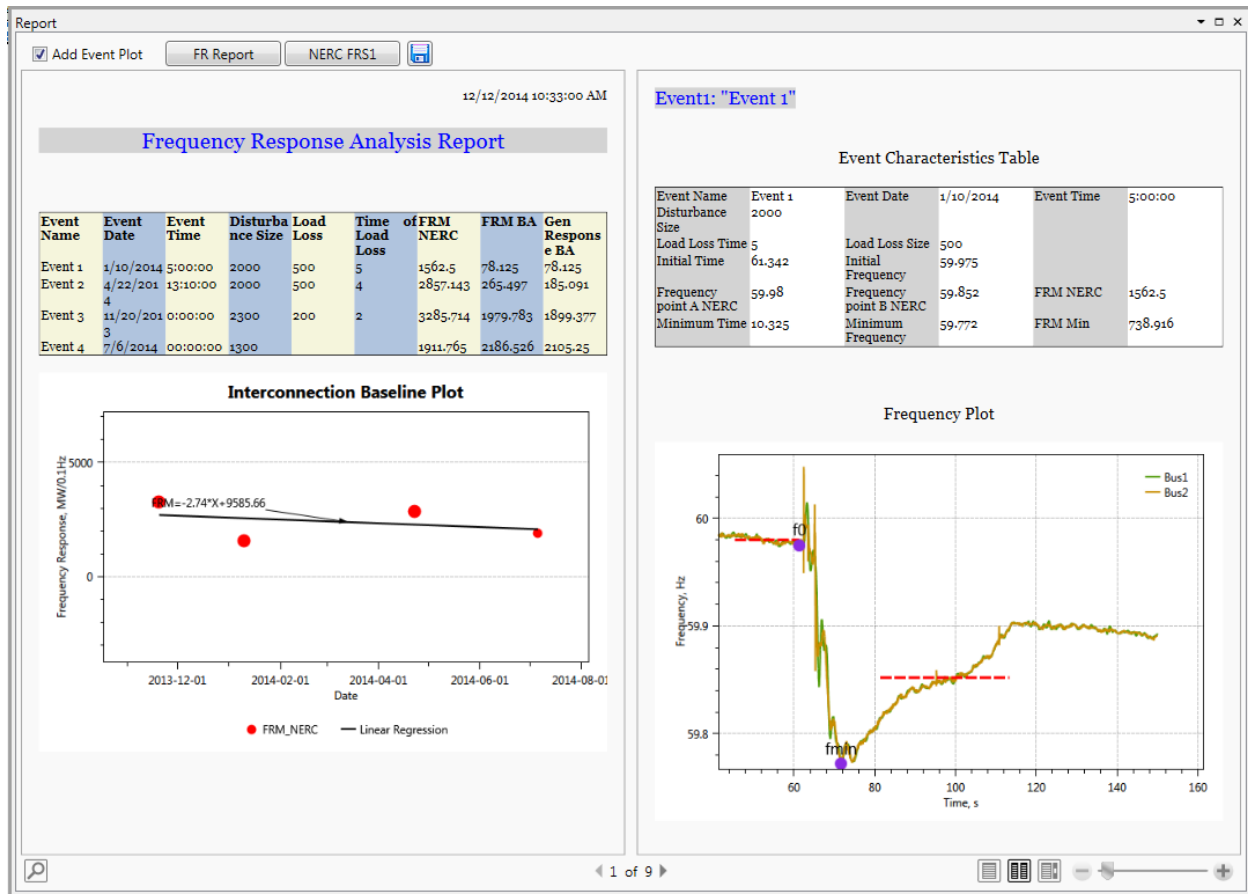 Report
Add Event Plot
FR Report
NERC FRS1
12/12/2014 10:33:00 AM
Frequency Response Analysis Report
Event Name Event Date Event Time Disturba nce Size Load Loss Time of Load Loss FRM NERC FRM BA Gen Respons e BA
Event 1 1/10/2014 5:00:00 2000 500 5 1562.5 78.125 78.125
Event 2 4/22/201 4 13:10:00 2000 500 4 2857.143 265.497 185.091
Event 3 11/20/201 3 0:00:00 2300 200 2 3285.714 1979.783 1899.377
Event 4 7/6/2014 00:00:00 1300 1911.765 2186.526 2105.25
Interconnection Baseline Plot
Frequency Response, MW/0.1Hz
5000
0
FRM=-2.74*X+9585.66
2013-12-01 2014-02-01 2014-04-01 2014-06-01 2014-08-01
Date
FRM_NERC Linear Regression
Event1: "Event 1"
Event Characteristics Table
Event Name Event 1 Event Date 1/10/2014 Event Time 5:00:00
Disturbance Size 2000
Load Loss Time 5 Load Loss Size 500
Initial Time 61.342 Initial Frequency 59.975
Frequency point A NERC 59.98 Frequency point B NERC 59.852 FRM NERC 1562.5
Minimum Time 10.325 Minimum Frequency 59.772 FRM Min 738.916
Frequency Plot
Bus1
Bus2
Frequency, Hz
60
59.9
59.8
f0
fmin
60 80 100 120 140 160
Time, s
1 of 9